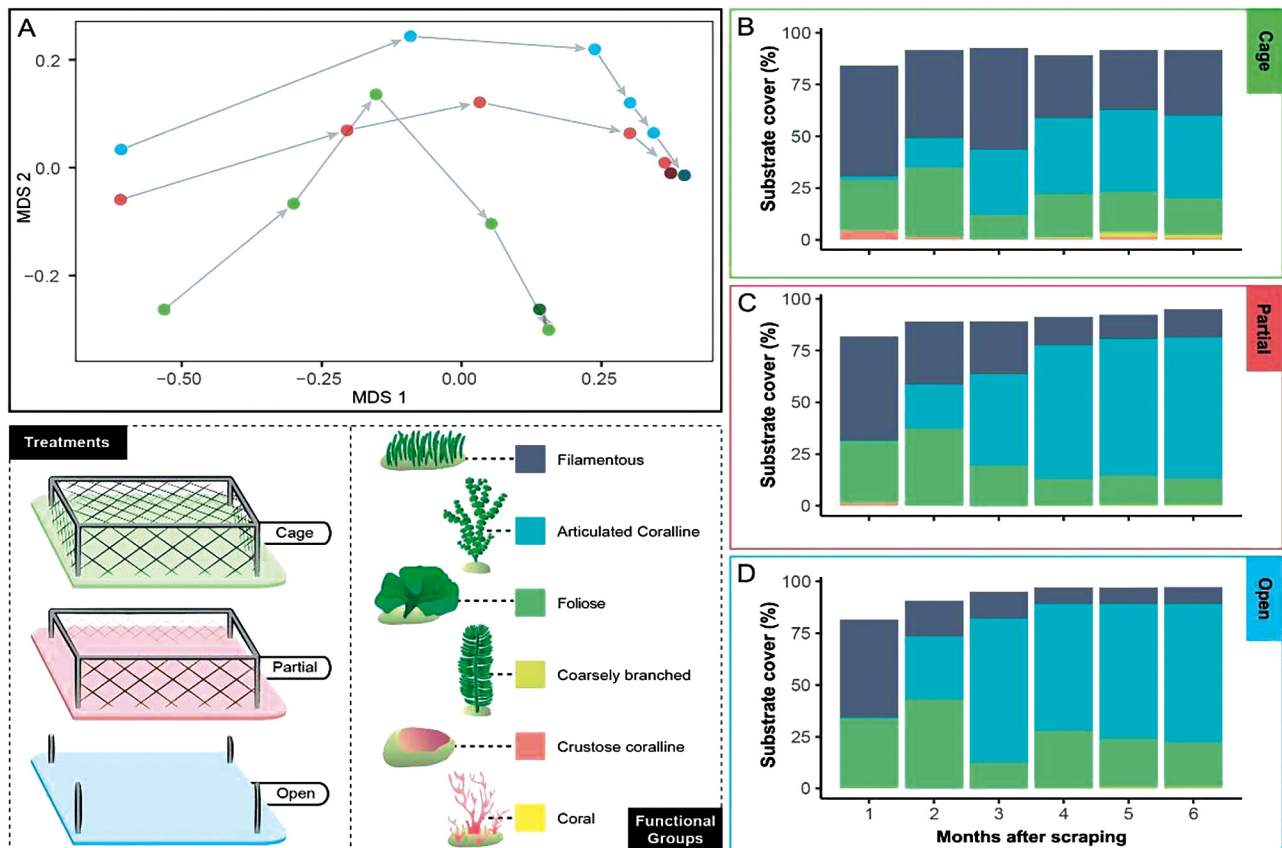 A
0.2
0.0
−0.2
MDS 2
−0.50
−0.25
0.00
0.25
MDS 1
Treatments
Cage
Partial
Open
Filamentous
Articulated Coralline
Foliose
Coarsely branched
Crustose coralline
Coral
Functional
Groups
B
Cage
100
75
50
25
0
Substrate cover (%)
C
Partial
100
75
50
25
0
Substrate cover (%)
D
Open
100
75
50
25
0
Substrate cover (%)
1 2 3 4 5 6
Months after scraping